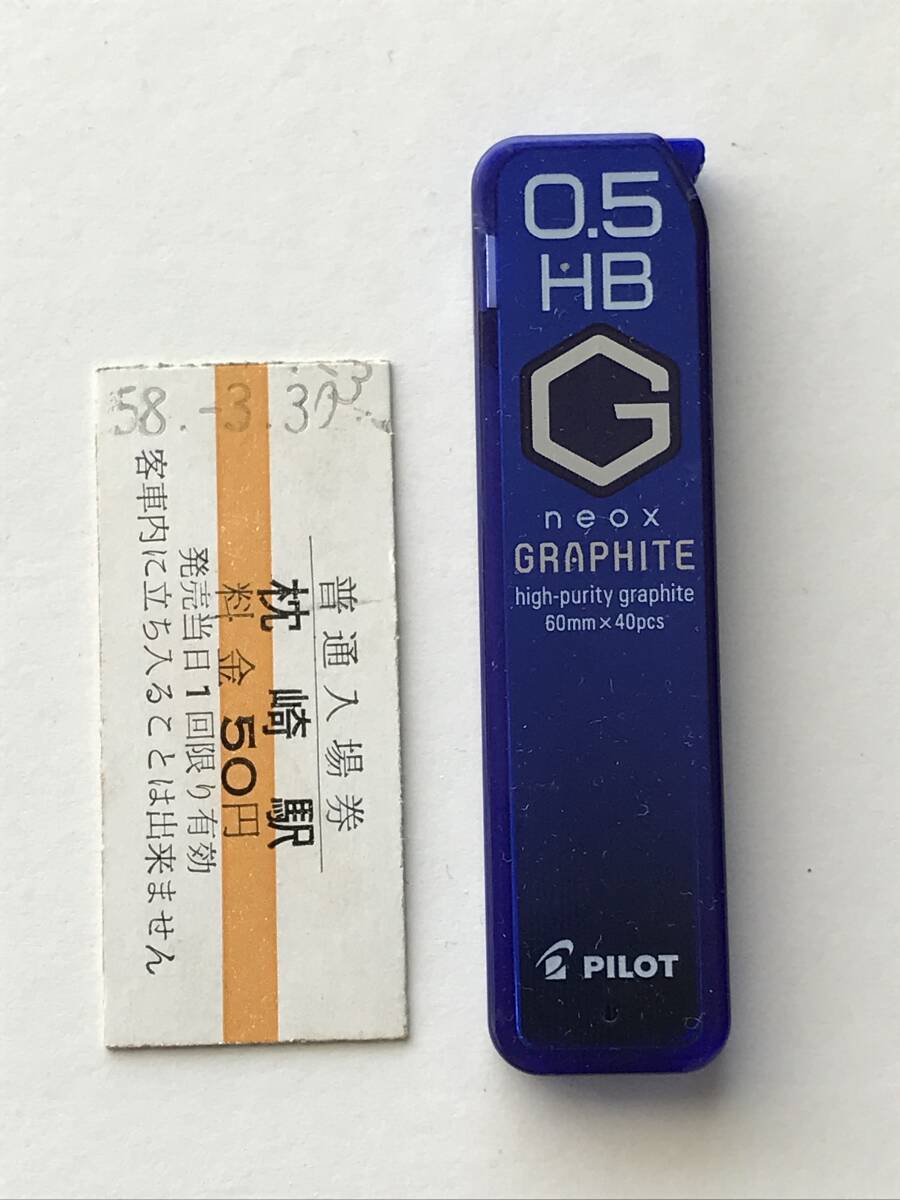 58.-3.3
普通入場券
枕崎駅
料金50円
発売当日1回限り有効
客車内に立ち入ることは出来ません
0.5
HB
G
neox
GRAPHITE
high-purity graphite
60mm×40pcs
PILOT